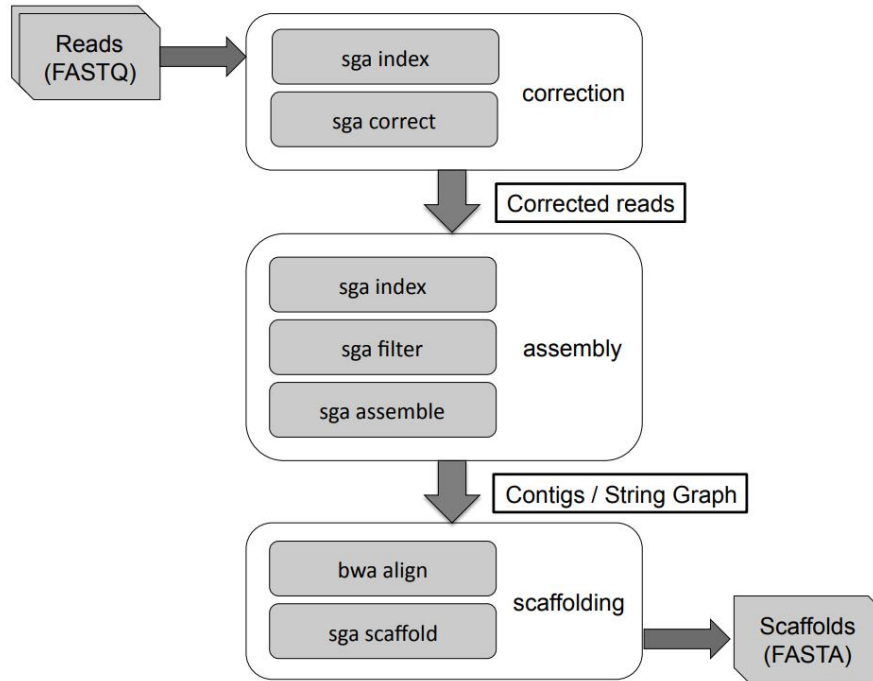 Reads
(FASTQ)
sga index
sga correct
correction
Corrected reads
sga index
sga filter
sga assemble
assembly
Contigs / String Graph
bwa align
sga scaffold
scaffolding
Scaffolds
(FASTA)